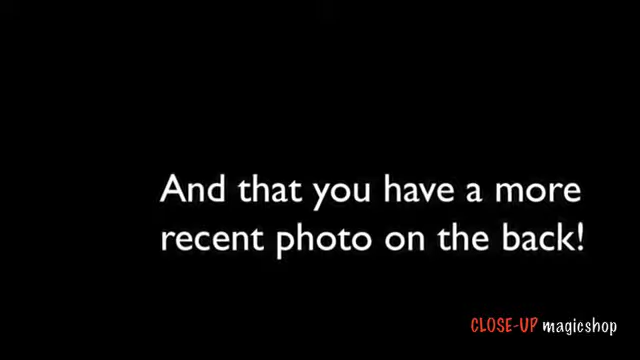 And that you have a more
recent photo on the back!
CLOSE-UP magicshop